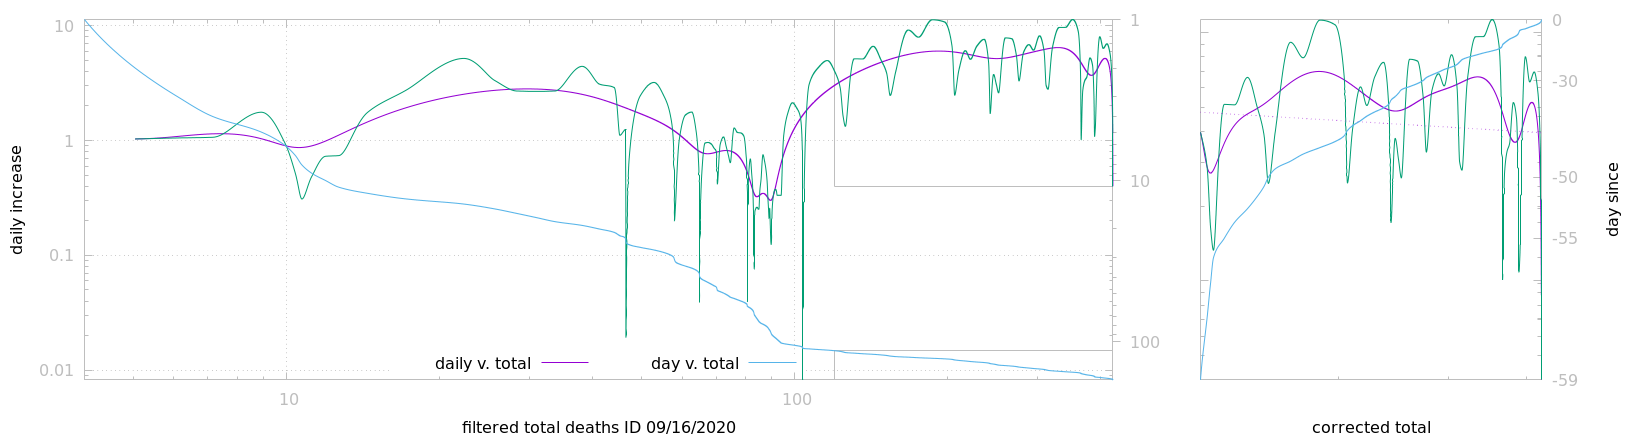 10
1
0.1
0.01
daily increase
10
100
filtered total deaths ID 09/16/2020
daily v. total
day v. total
1
10
100
0
-30
-50
-55
-59
day since
corrected total